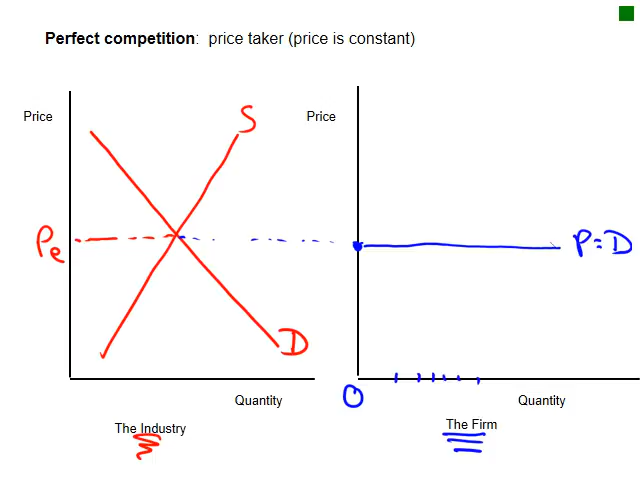 Perfect competition: price taker (price is constant)
Price
S
Pe
D
Quantity
The Industry
Price
P=D
O
Quantity
The Firm